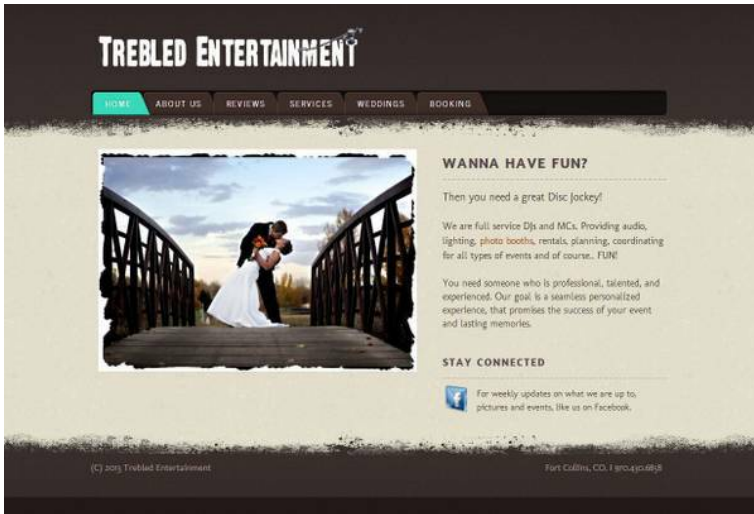 TREBLED ENTERTAINMENT
HOME ABOUT US REVIEWS SERVICES WEDDINGS BOOKING
WANNA HAVE FUN?
Then you need a great Disc Jockey!
We are full service DJs and MCs. Providing audio,
lighting, photo booths, rentals, planning, coordinating
for all types of events and of course.. FUN!
You need someone who is professional, talented, and
experienced. Our goal is a seamless personalized
experience, that promises the success of your event
and lasting memories.
STAY CONNECTED
For weekly updates on what we are up to,
pictures and events, like us on Facebook.
(C) 2013 Trebled Entertainment
Fort Collins, CO. I 970.430.6858